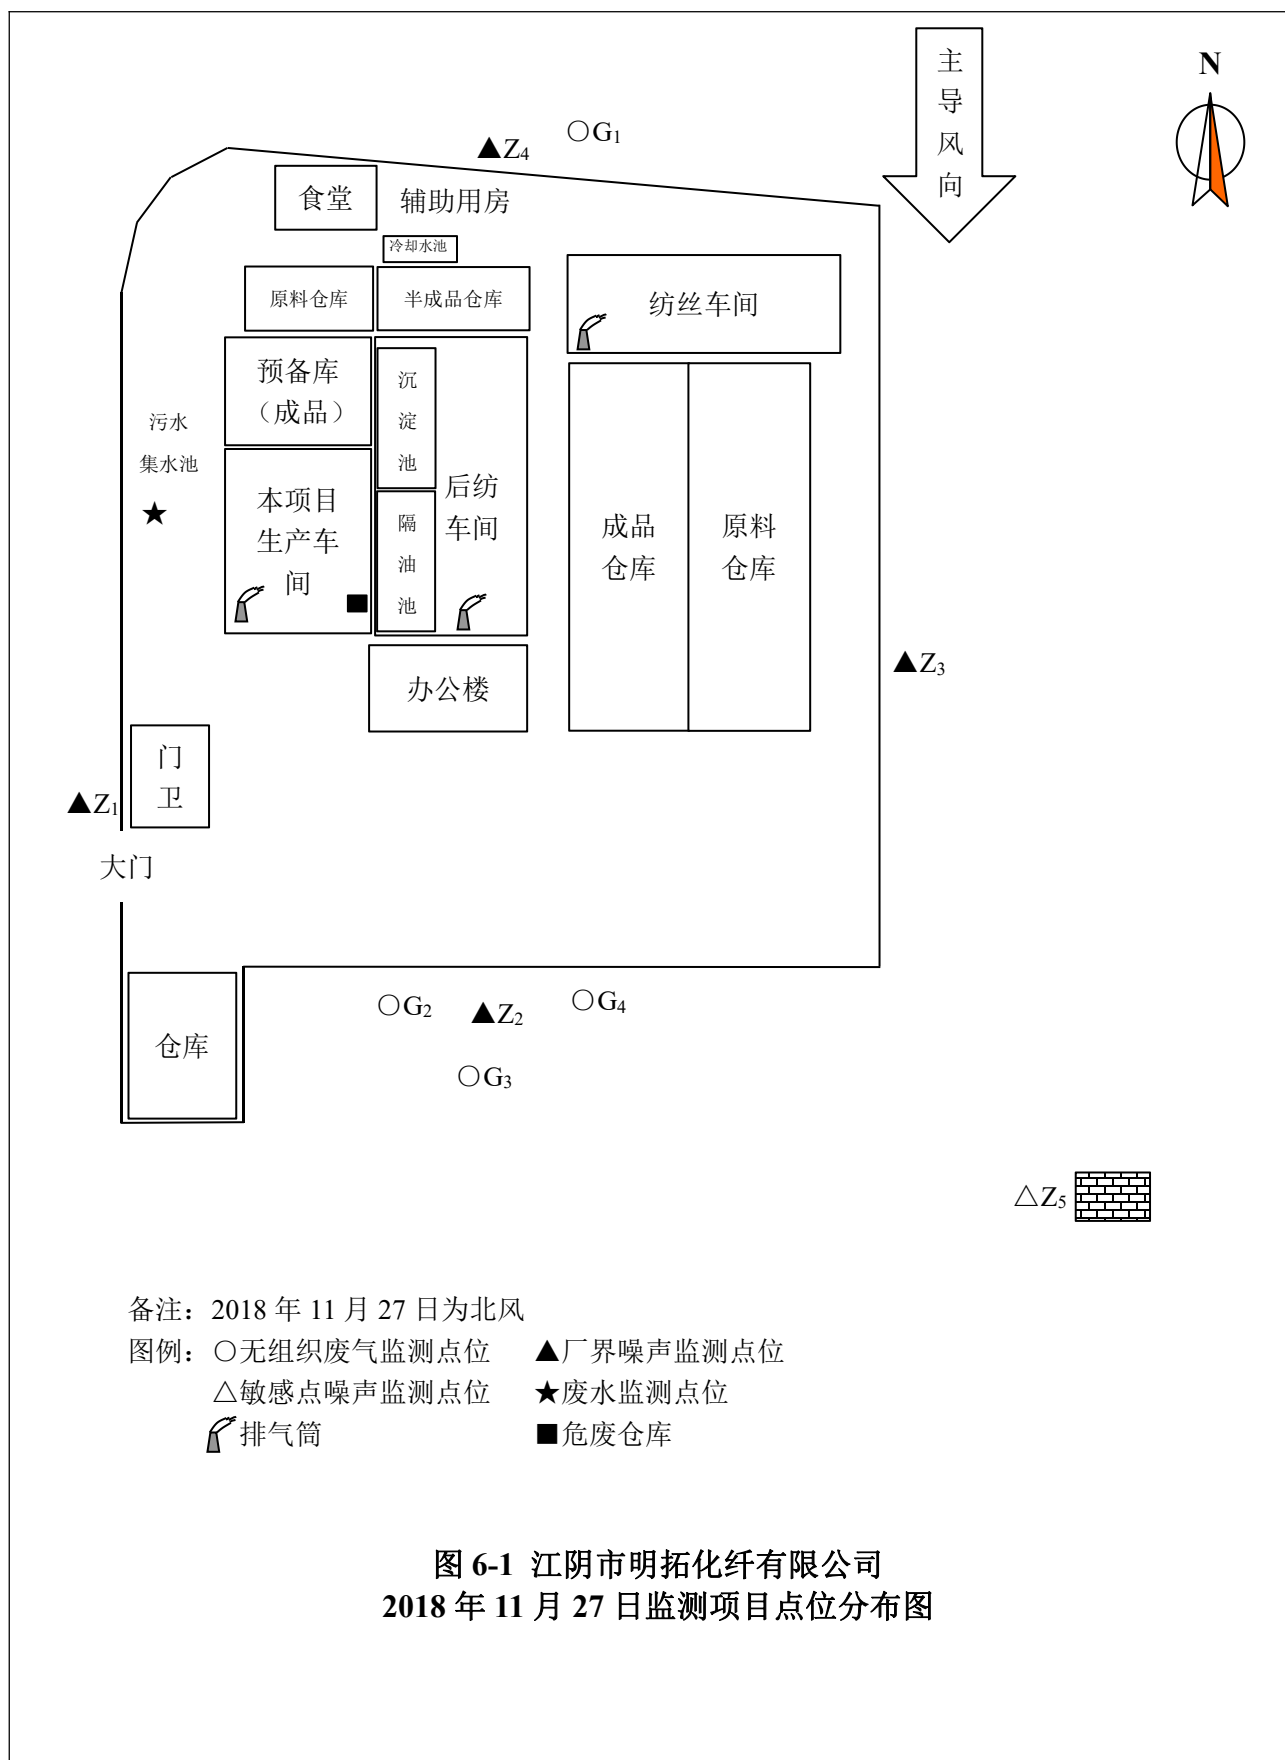 主
导
风
向
N
▲Z4
○G1
食堂
辅助用房
冷却水池
原料仓库
半成品仓库
纺丝车间
预备库
（成品）
沉
淀
池
污水
集水池
★
本项目
生产车
间
后纺
车间
隔
油
池
成品
仓库
原料
仓库
办公楼
▲Z3
门
卫
▲Z1
大门
仓库
○G2
▲Z2
○G4
○G3
△Z5
备注：2018 年 11 月 27 日为北风
图例：○无组织废气监测点位 ▲厂界噪声监测点位
△敏感点噪声监测点位 ★废水监测点位
排气筒 ■危废仓库
图 6-1 江阴市明拓化纤有限公司
2018 年 11 月 27 日监测项目点位分布图